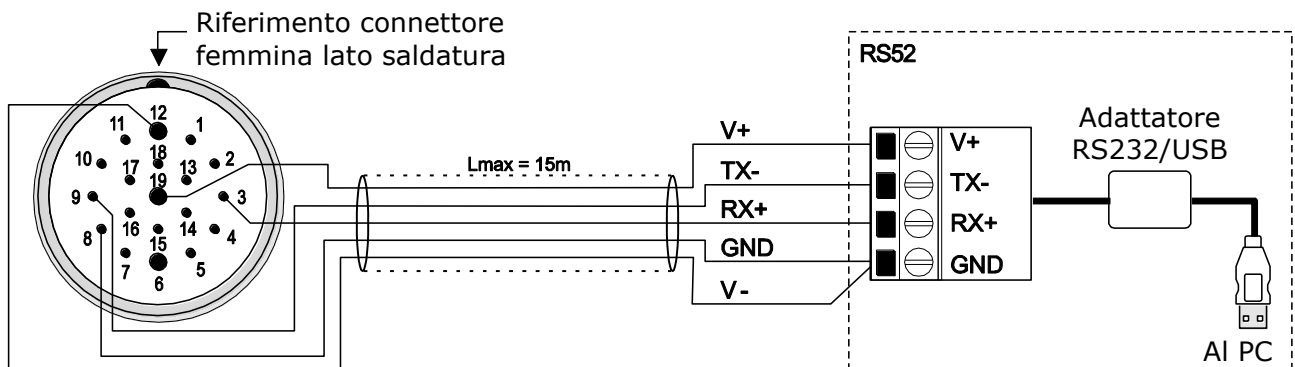 Riferimento connettore
femmina lato saldatura
12
11
1
10
18
2
17
13
19
9
3
16
14
8
15
4
7
5
6
Lmax = 15m
V+
TX-
RX+
GND
V-
RS52
V+
TX-
RX+
GND
Adattatore
RS232/USB
Al PC